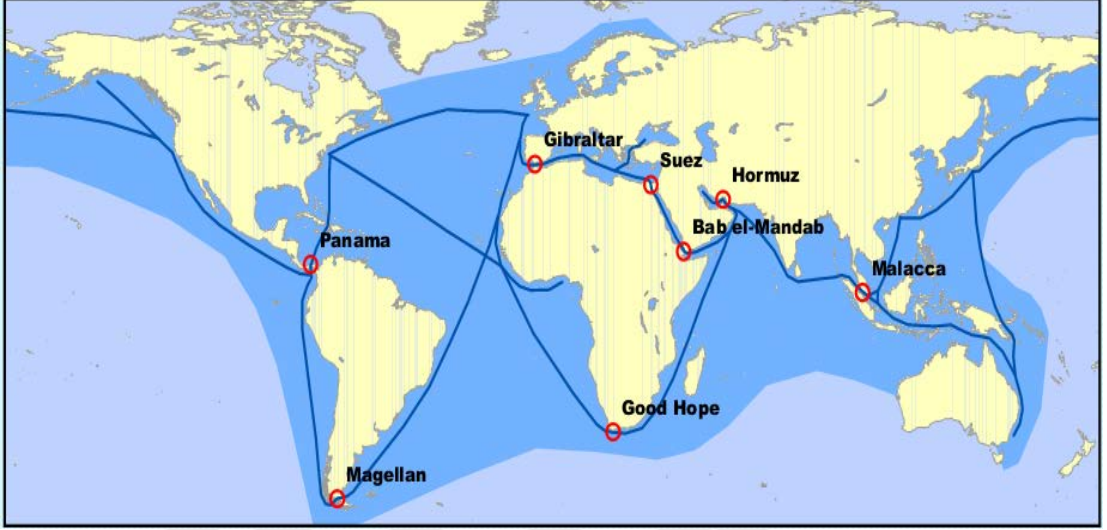 Gibraltar
Suez
Hormuz
Bab el-Mandab
Panama
Malacca
Good Hope
Magellan